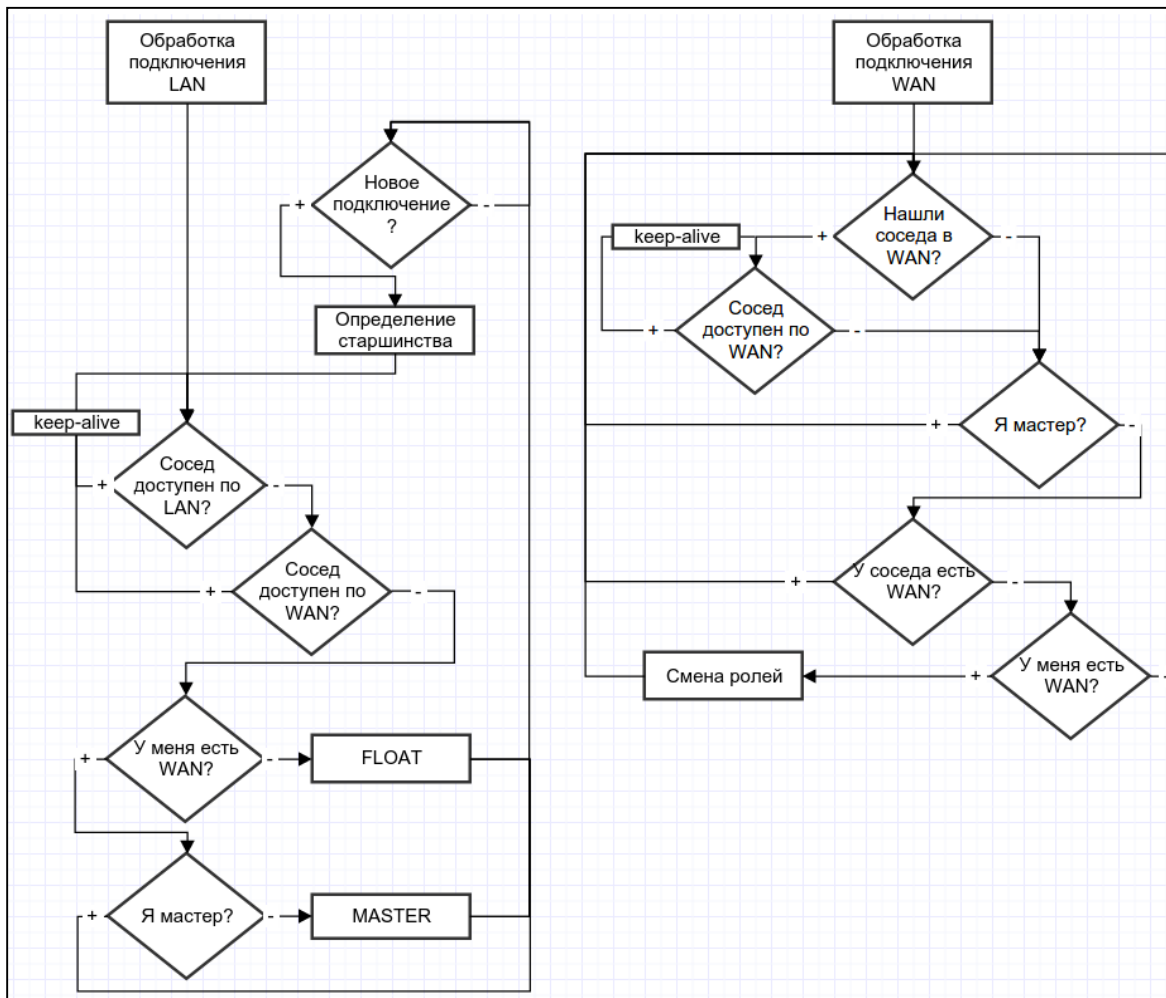 Обработка
подключения
LAN
Новое
подключение
?
+
-
Определение
старшинства
keep-alive
Сосед
доступен по
LAN?
+
-
Сосед
доступен по
WAN?
+
-
У меня есть
WAN?
+
-
FLOAT
Я мастер?
+
-
MASTER
Обработка
подключения
WAN
Нашли
соседа в
WAN?
+
-
keep-alive
Сосед
доступен по
WAN?
+
-
Я мастер?
+
-
У соседа есть
WAN?
+
-
У меня есть
WAN?
+
-
Смена ролей